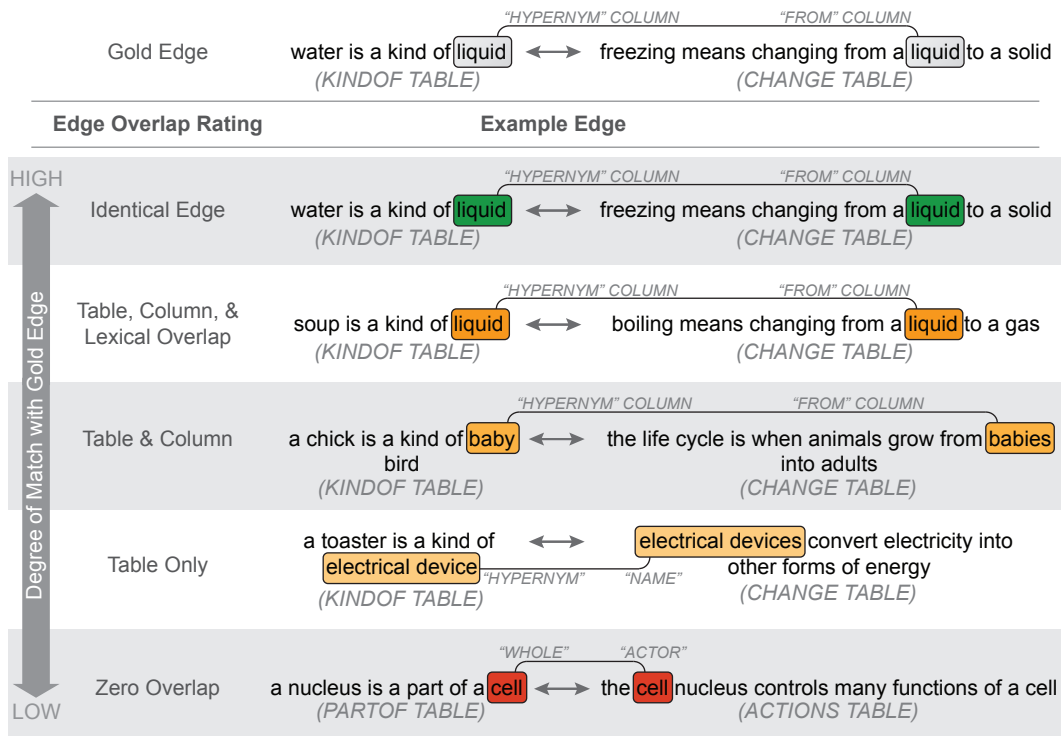 "HYPERNYM" COLUMN "FROM" COLUMN
Gold Edge water is a kind of liquid freezing means changing from a liquid to a solid
(KINDOF TABLE) (CHANGE TABLE)
Edge Overlap Rating Example Edge
HIGH
Degree of Match with Gold Edge
LOW
"HYPERNYM" COLUMN "FROM" COLUMN
Identical Edge water is a kind of liquid freezing means changing from a liquid to a solid
(KINDOF TABLE) (CHANGE TABLE)
"HYPERNYM" COLUMN "FROM" COLUMN
Table, Column, &
Lexical Overlap
soup is a kind of liquid boiling means changing from a liquid to a gas
(KINDOF TABLE) (CHANGE TABLE)
"HYPERNYM" COLUMN "FROM" COLUMN
Table & Column a chick is a kind of baby the life cycle is when animals grow from babies
bird into adults
(KINDOF TABLE) (CHANGE TABLE)
Table Only
a toaster is a kind of electrical devices convert electricity into
electrical device "HYPERNYM" "NAME" other forms of energy
(KINDOF TABLE) (CHANGE TABLE)
"WHOLE" "ACTOR"
Zero Overlap a nucleus is a part of a cell the cell nucleus controls many functions of a cell
(PARTOF TABLE) (ACTIONS TABLE)